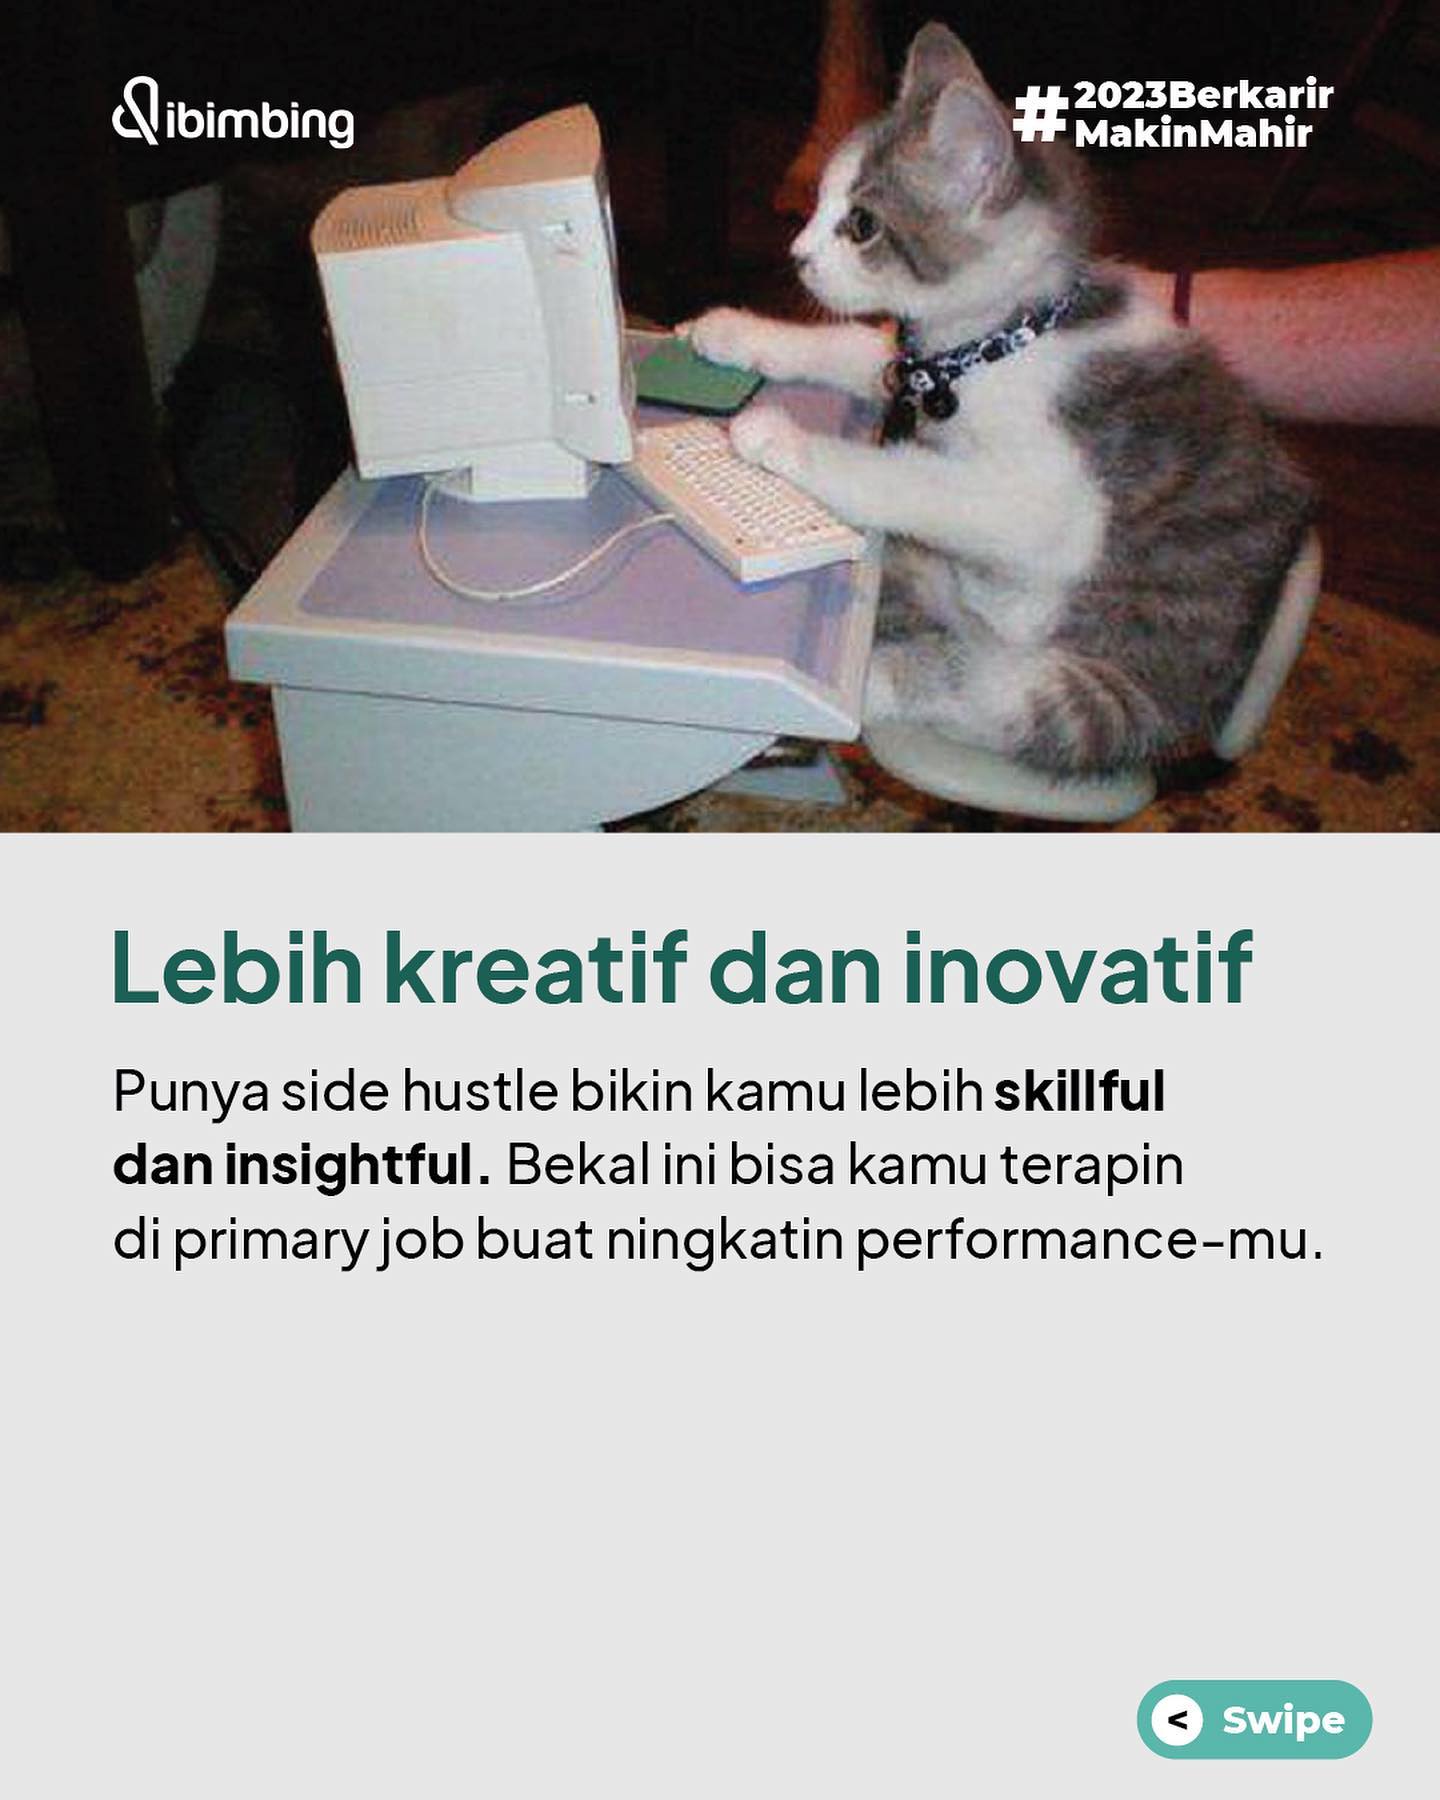 ibimbing
#2023Berkarir
MakinMahir
Lebih kreatif dan inovatif
Punya side hustle bikin kamu lebih skillful
dan insightful. Bekal ini bisa kamu terapin
di primary job buat ningkatin performance-mu.
< Swipe